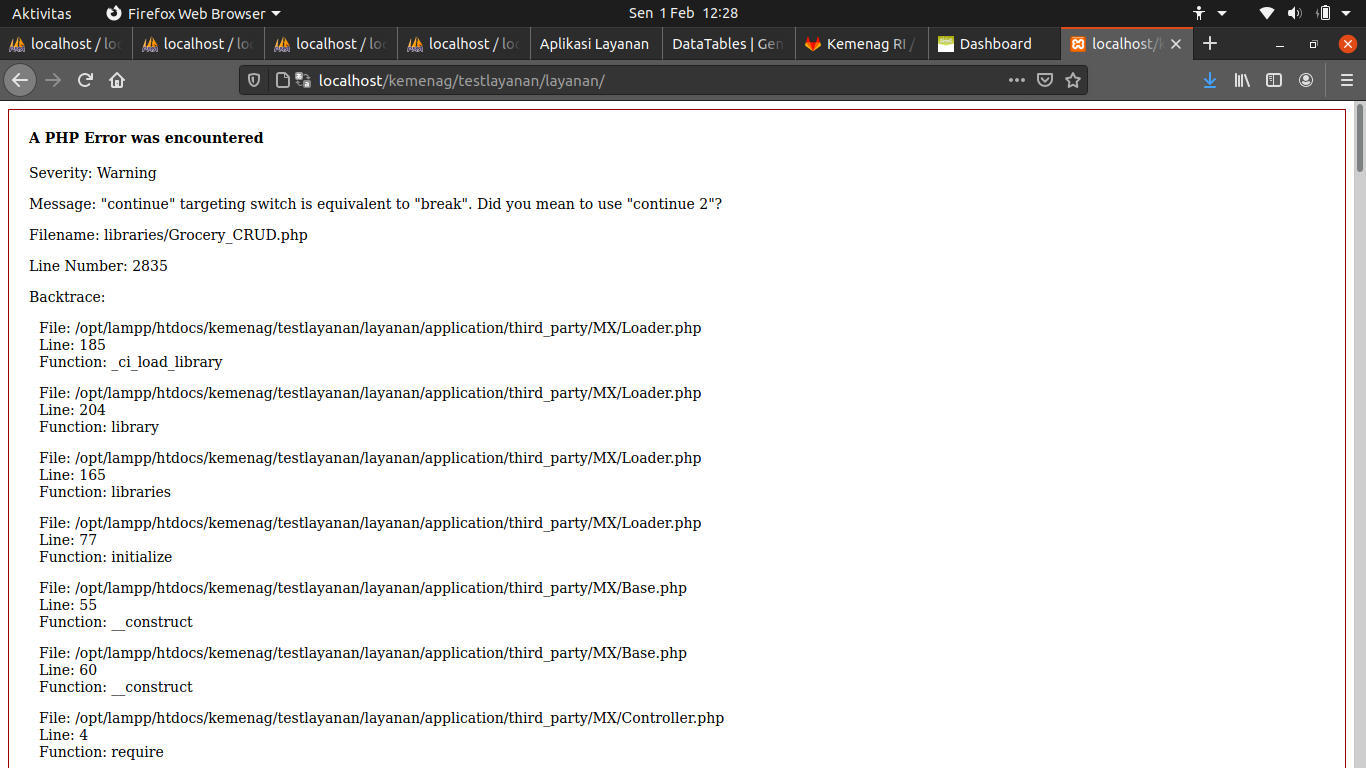 Aktivitas
Firefox Web Browser
Sen 1 Feb 12:28
localhost / loc
localhost / loc
localhost / loc
localhost / loc
Aplikasi Layanan
DataTables | Gen
Kemenag RI /
Dashboard
localhost/k
localhost/kemenag/testlayanan/layanan/
A PHP Error was encountered
Severity: Warning
Message: "continue" targeting switch is equivalent to "break". Did you mean to use "continue 2"?
Filename: libraries/Grocery_CRUD.php
Line Number: 2835
Backtrace:
File: /opt/lampp/htdocs/kemenag/testlayanan/layanan/application/third_party/MX/Loader.php
Line: 185
Function: _ci_load_library
File: /opt/lampp/htdocs/kemenag/testlayanan/layanan/application/third_party/MX/Loader.php
Line: 204
Function: library
File: /opt/lampp/htdocs/kemenag/testlayanan/layanan/application/third_party/MX/Loader.php
Line: 165
Function: libraries
File: /opt/lampp/htdocs/kemenag/testlayanan/layanan/application/third_party/MX/Loader.php
Line: 77
Function: initialize
File: /opt/lampp/htdocs/kemenag/testlayanan/layanan/application/third_party/MX/Base.php
Line: 55
Function: __construct
File: /opt/lampp/htdocs/kemenag/testlayanan/layanan/application/third_party/MX/Base.php
Line: 60
Function: __construct
File: /opt/lampp/htdocs/kemenag/testlayanan/layanan/application/third_party/MX/Controller.php
Line: 4
Function: require